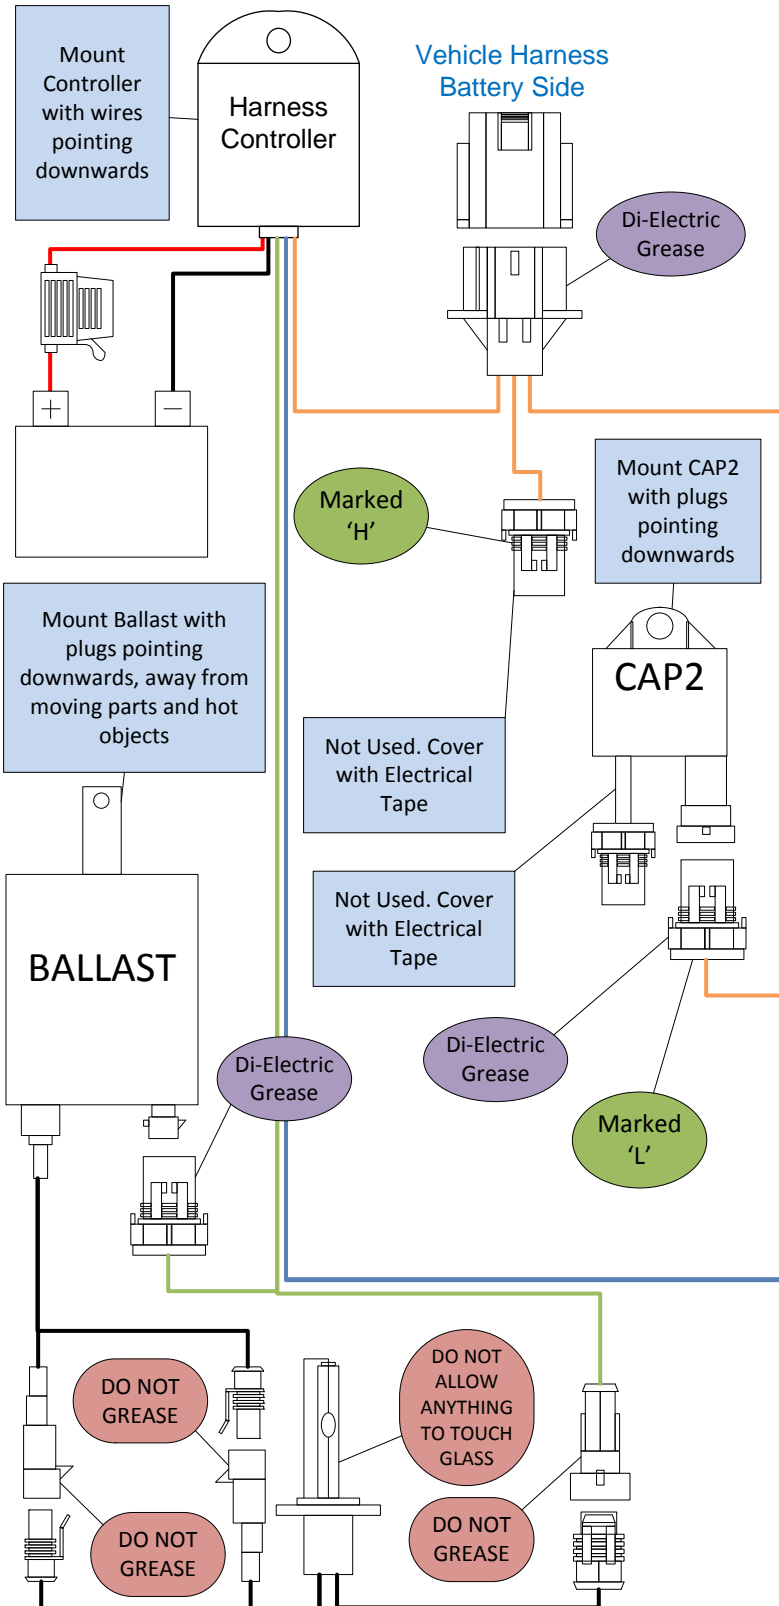 Mount
Controller
with wires
pointing
downwards
Harness
Controller
Vehicle Harness
Battery Side
Di-Electric
Grease
+
−
Marked
‘H’
Mount CAP2
with plugs
pointing
downwards
Mount Ballast with
plugs pointing
downwards, away from
moving parts and hot
objects
CAP2
Not Used. Cover
with Electrical
Tape
Not Used. Cover
with Electrical
Tape
BALLAST
Di-Electric
Grease
Di-Electric
Grease
Marked
‘L’
DO NOT
GREASE
DO NOT
ALLOW
ANYTHING
TO TOUCH
GLASS
DO NOT
GREASE
DO NOT
GREASE